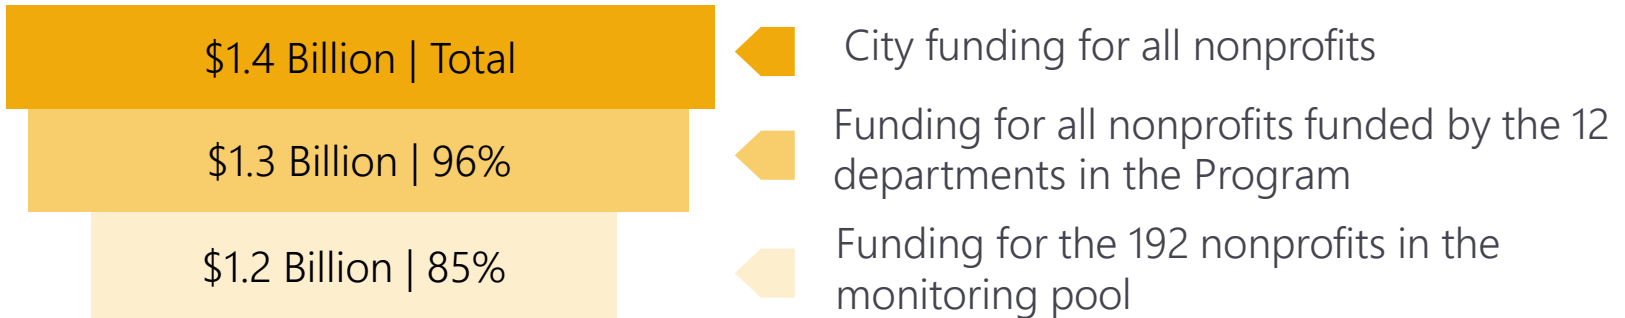 $1.4 Billion | Total
City funding for all nonprofits
$1.3 Billion | 96%
Funding for all nonprofits funded by the 12
departments in the Program
$1.2 Billion | 85%
Funding for the 192 nonprofits in the
monitoring pool